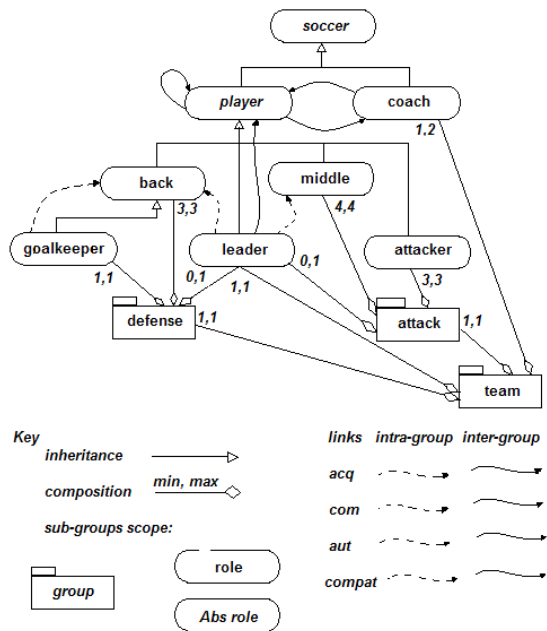 soccer
player
coach
1,2
back
middle
3,3
4,4
goalkeeper
leader
attacker
1,1
0,1
1,1
0,1
3,3
defense
1,1
attack
1,1
team
Key
inheritance
composition
min, max
sub-groups scope:
group
role
Abs role
links intra-group inter-group
acq
com
aut
compat